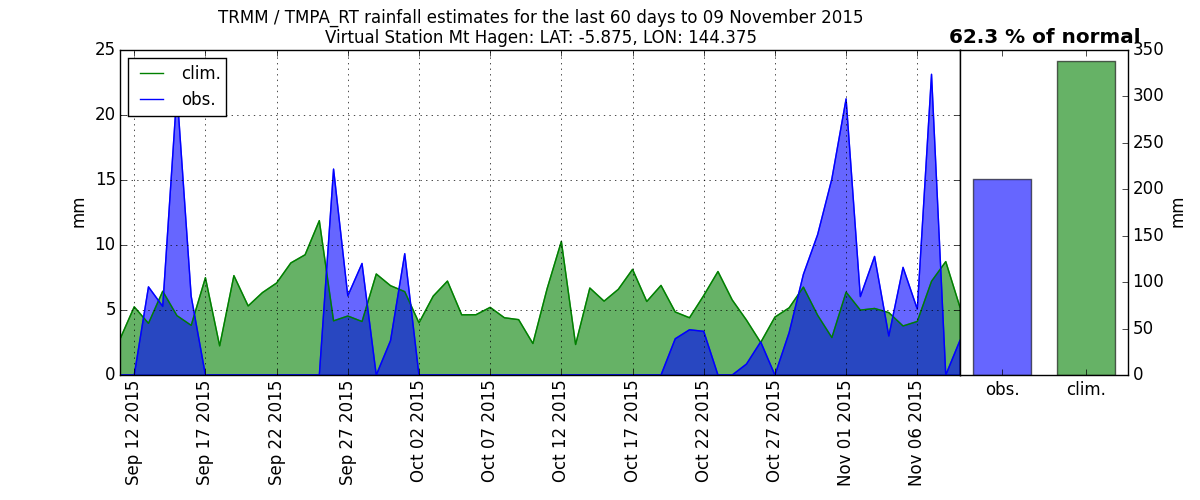 TRMM / TMPA_RT rainfall estimates for the last 60 days to 09 November 2015
Virtual Station Mt Hagen: LAT: -5.875, LON: 144.375
62.3 % of normal
clim.
obs.
25
20
15
10
5
0
mm
Sep 12 2015
Sep 17 2015
Sep 22 2015
Sep 27 2015
Oct 02 2015
Oct 07 2015
Oct 12 2015
Oct 17 2015
Oct 22 2015
Oct 27 2015
Nov 01 2015
Nov 06 2015
350
300
250
200
150
100
50
0
mm
obs.
clim.